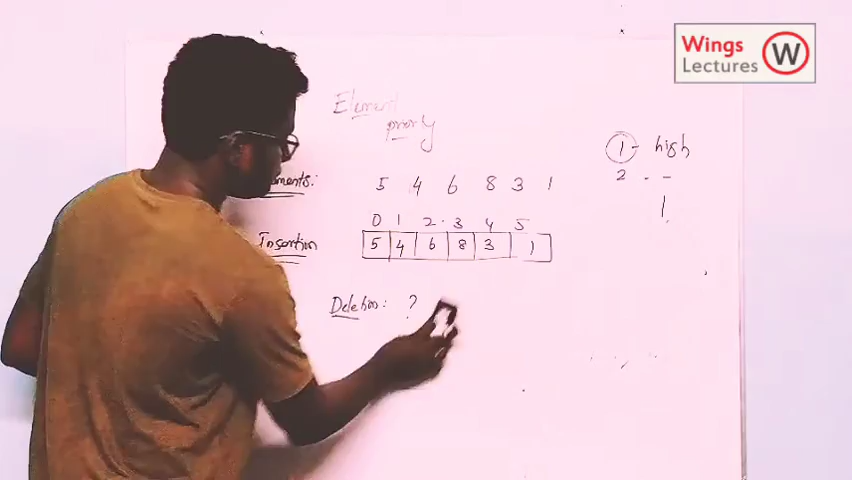 Wings
Lectures
W
Element
priority
1 - high
2 - -
ments: 5 4 6 8 3 1
0 1 2 3 4 5
Insertion 5 4 6 8 3 1
Deletion: ?